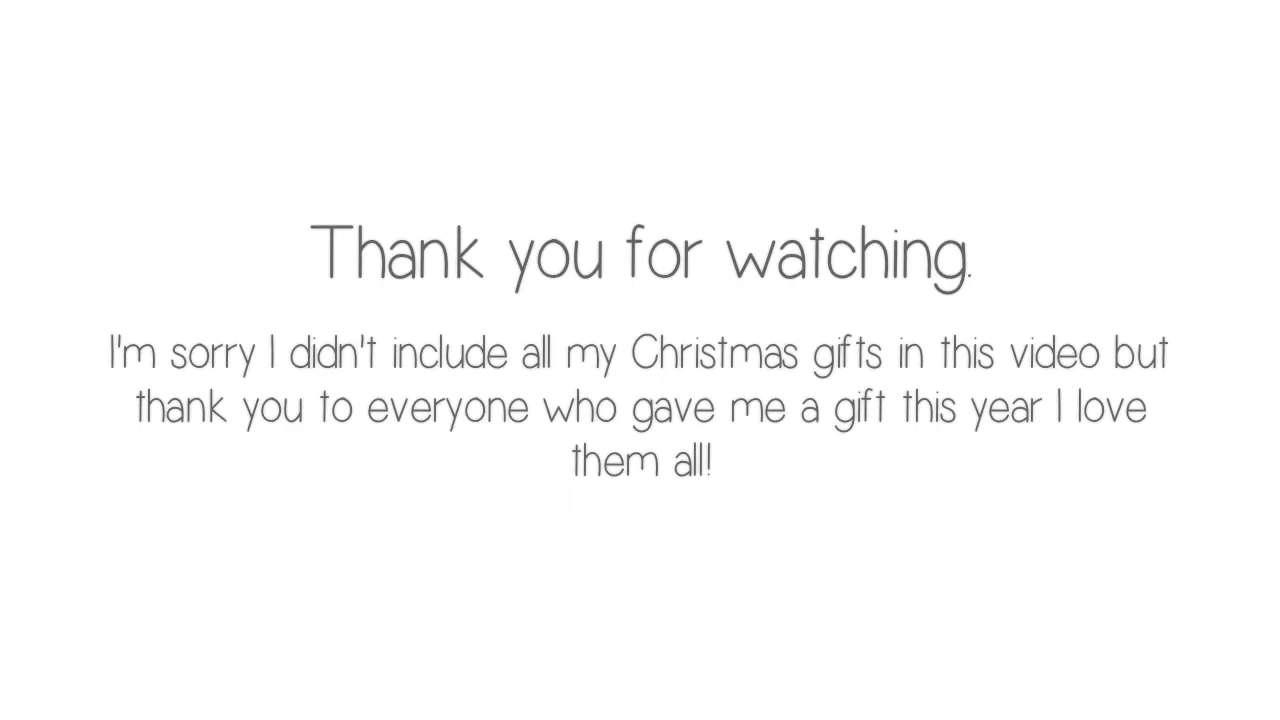 Thank you for watching.
I'm sorry I didn't include all my Christmas gifts in this video but
thank you to everyone who gave me a gift this year I love
them all!